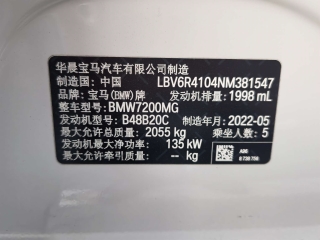 华晨宝马汽车有限公司制造
制造国：中国 LBV6R4104NM381547
品牌：宝马(BMW)牌 发动机排量：1998 mL
整车型号：BMW7200MG
发动机型号：B48B20C 制造年月：2022-05
最大允许总质量：2055 kg 乘坐人数：5
发动机最大净功率：135 kW A96
最大允许牵引质量：-- kg